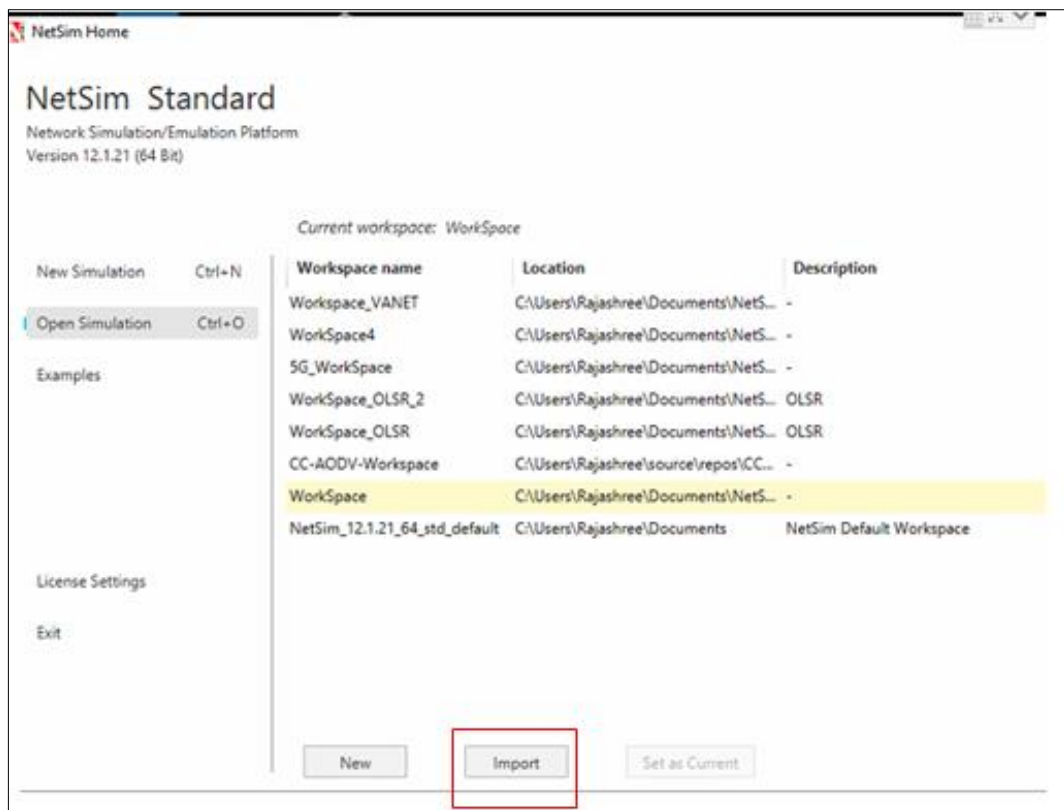 NetSim Home
NetSim Standard
Network Simulation/Emulation Platform
Version 12.1.21 (64 Bit)
Current workspace: WorkSpace
New Simulation Ctrl+N
Open Simulation Ctrl+O
Examples
License Settings
Exit
Workspace name Location Description
Workspace_VANET C:\Users\Rajashree\Documents\NetS... -
WorkSpace4 C:\Users\Rajashree\Documents\NetS... -
5G_WorkSpace C:\Users\Rajashree\Documents\NetS... -
WorkSpace_OLSR_2 C:\Users\Rajashree\Documents\NetS... OLSR
WorkSpace_OLSR C:\Users\Rajashree\Documents\NetS... OLSR
CC-AODV-Workspace C:\Users\Rajashree\source\repos\CC... -
WorkSpace C:\Users\Rajashree\Documents\NetS... -
NetSim_12.1.21_64_std_default C:\Users\Rajashree\Documents NetSim Default Workspace
New Import Set as Current